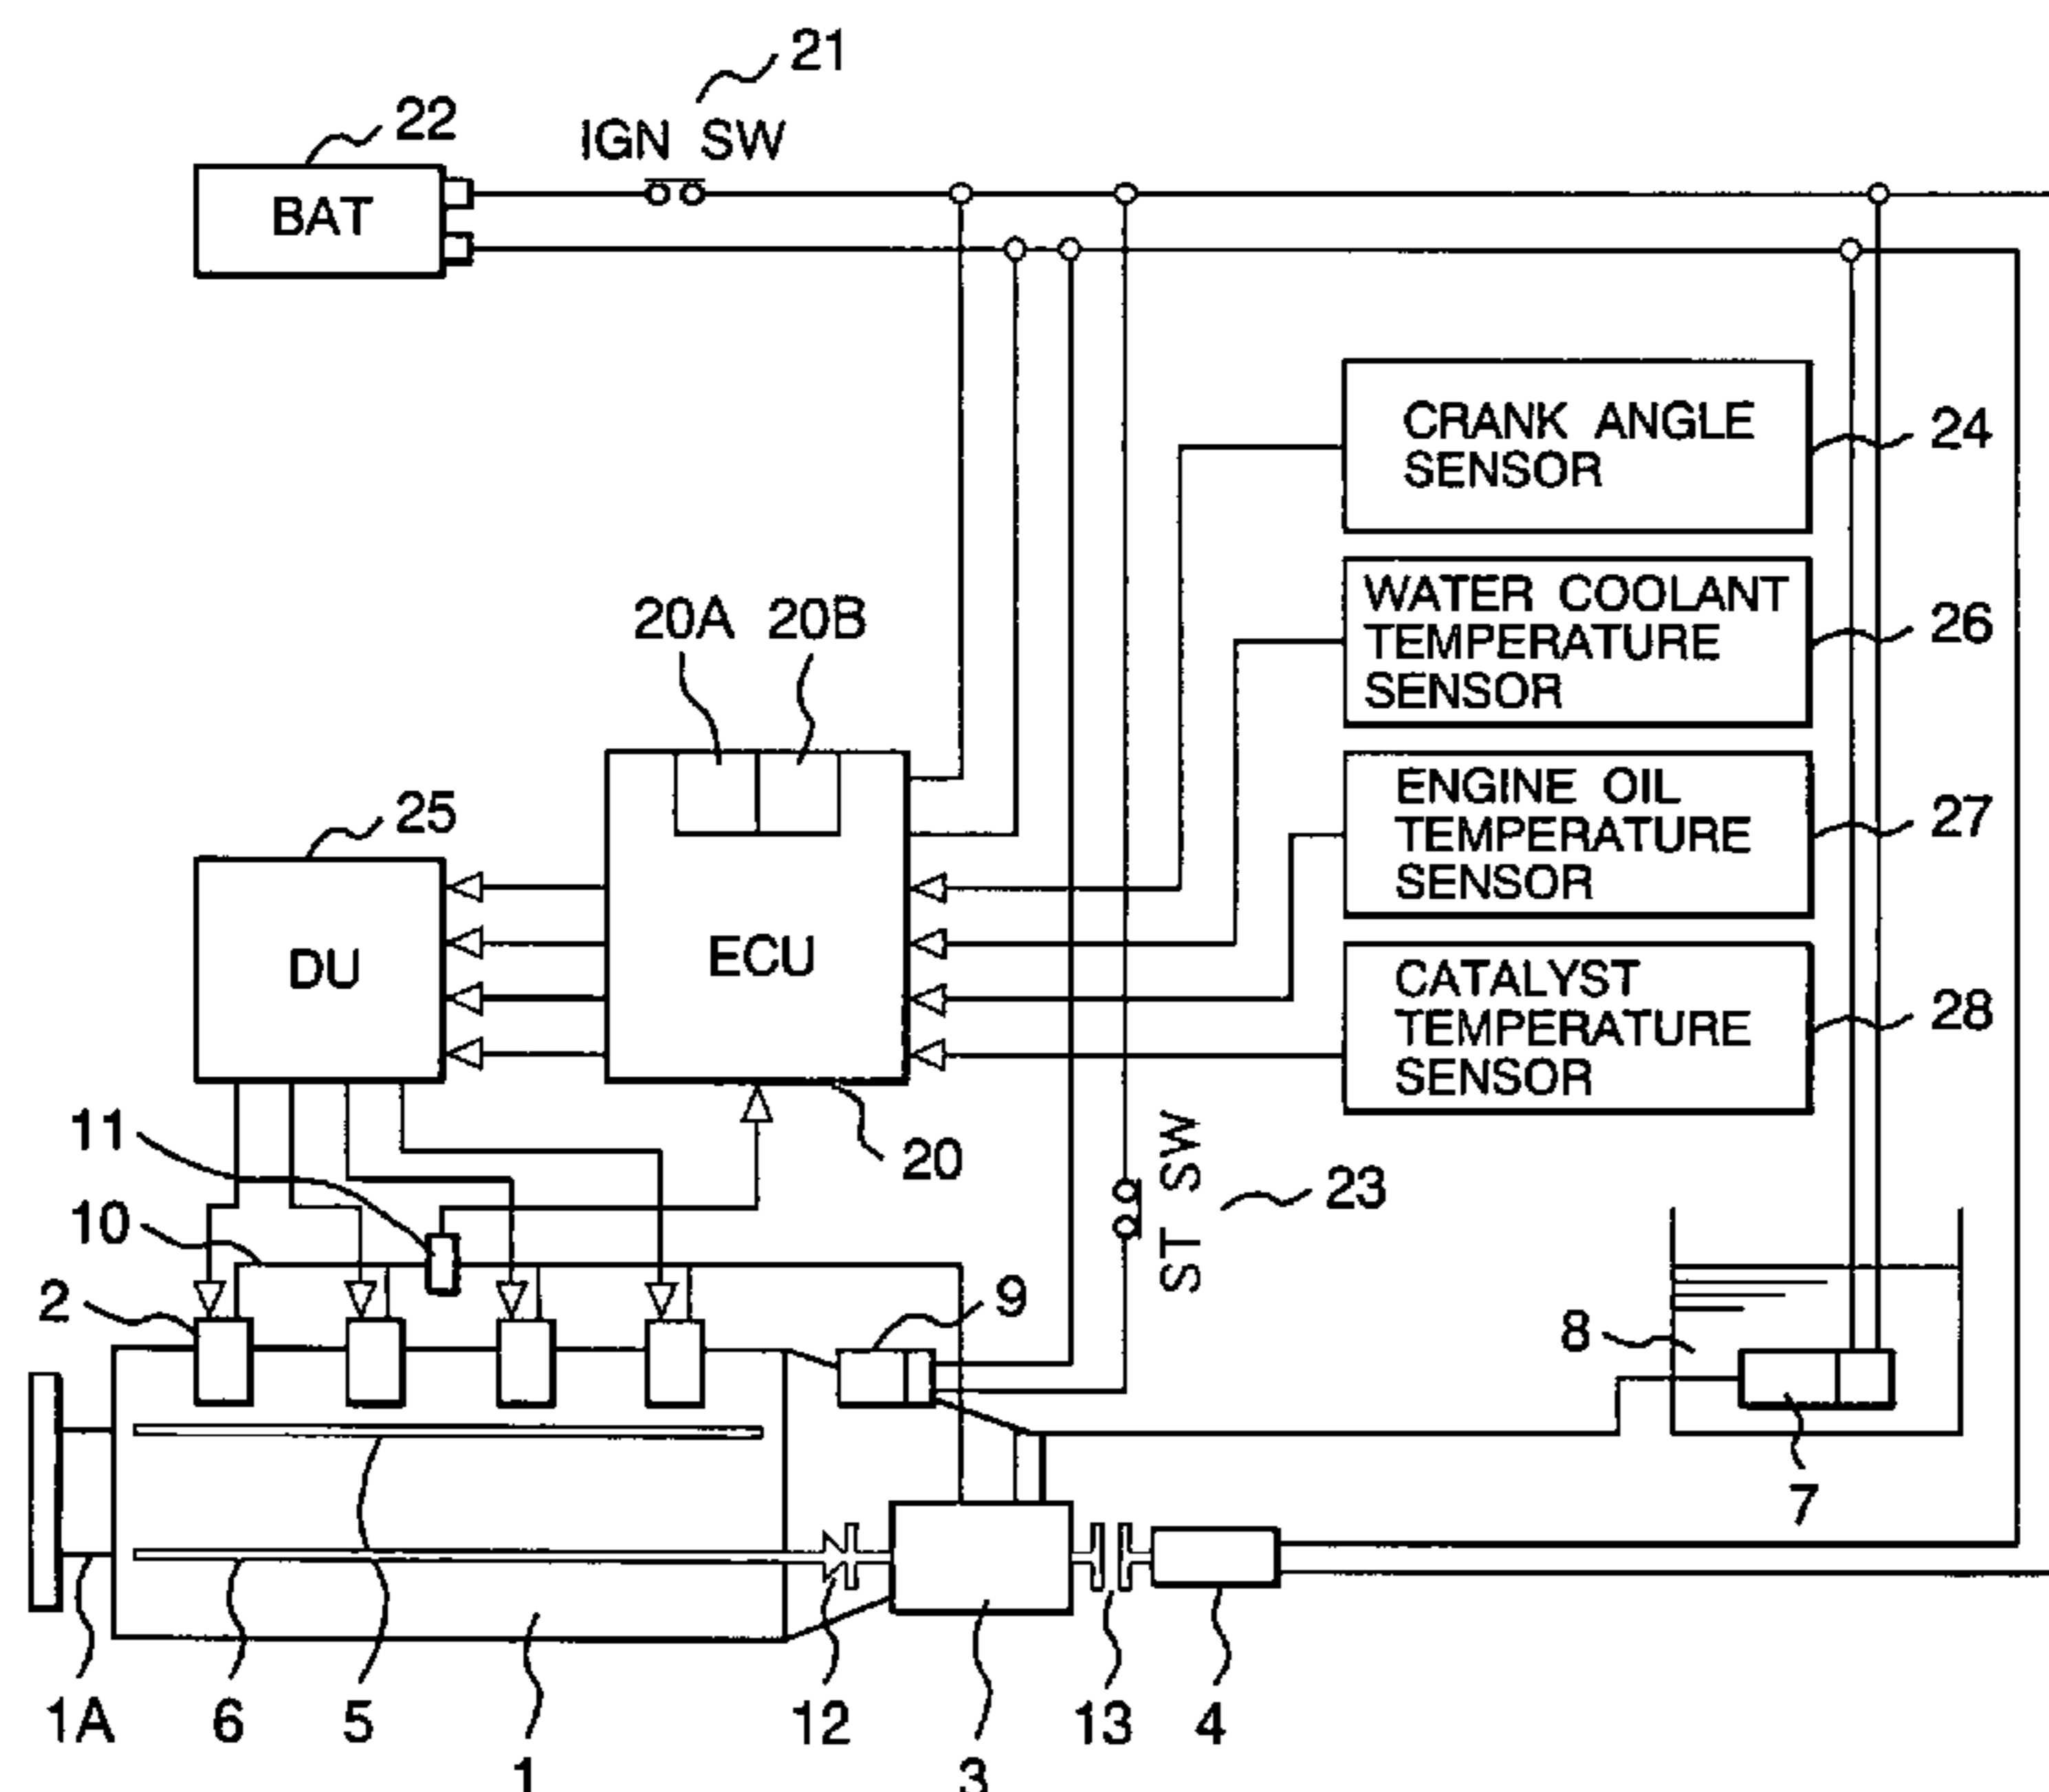 21
22
IGN SW
BAT
CRANK ANGLE
SENSOR
24
WATER COOLANT
TEMPERATURE
SENSOR
26
20A 20B
ENGINE OIL
TEMPERATURE
SENSOR
27
25
DU
ECU
CATALYST
TEMPERATURE
SENSOR
28
11
20
ST SW
23
10
2
9
8
7
1A
6
5
1
12
3
13
4